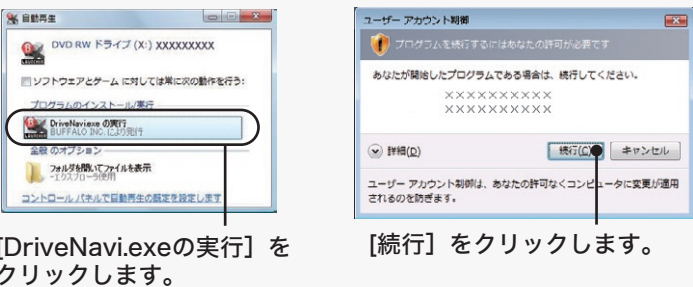 自動再生
DVD RW ドライブ (X:) XXXXXXXXX
ソフトウェアとゲーム に対しては常に次の動作を行う:
プログラムのインストール/実行
DriveNavi.exe の実行
BUFFALO INC. により発行
全般 のオプション
フォルダを開いてファイルを表示
-エクスプローラ使用
コントロール パネルで自動再生の既定を設定します
[DriveNavi.exeの実行] を
クリックします。
ユーザー アカウント制御
プログラムを続行するにはあなたの許可が必要です
あなたが開始したプログラムである場合は、続行してください。
××××××××××
××××××××××
詳細(D)
続行(C)
キャンセル
ユーザー アカウント制御は、あなたの許可なくコンピュータに変更が適用
されるのを防ぎます。
[続行] をクリックします。